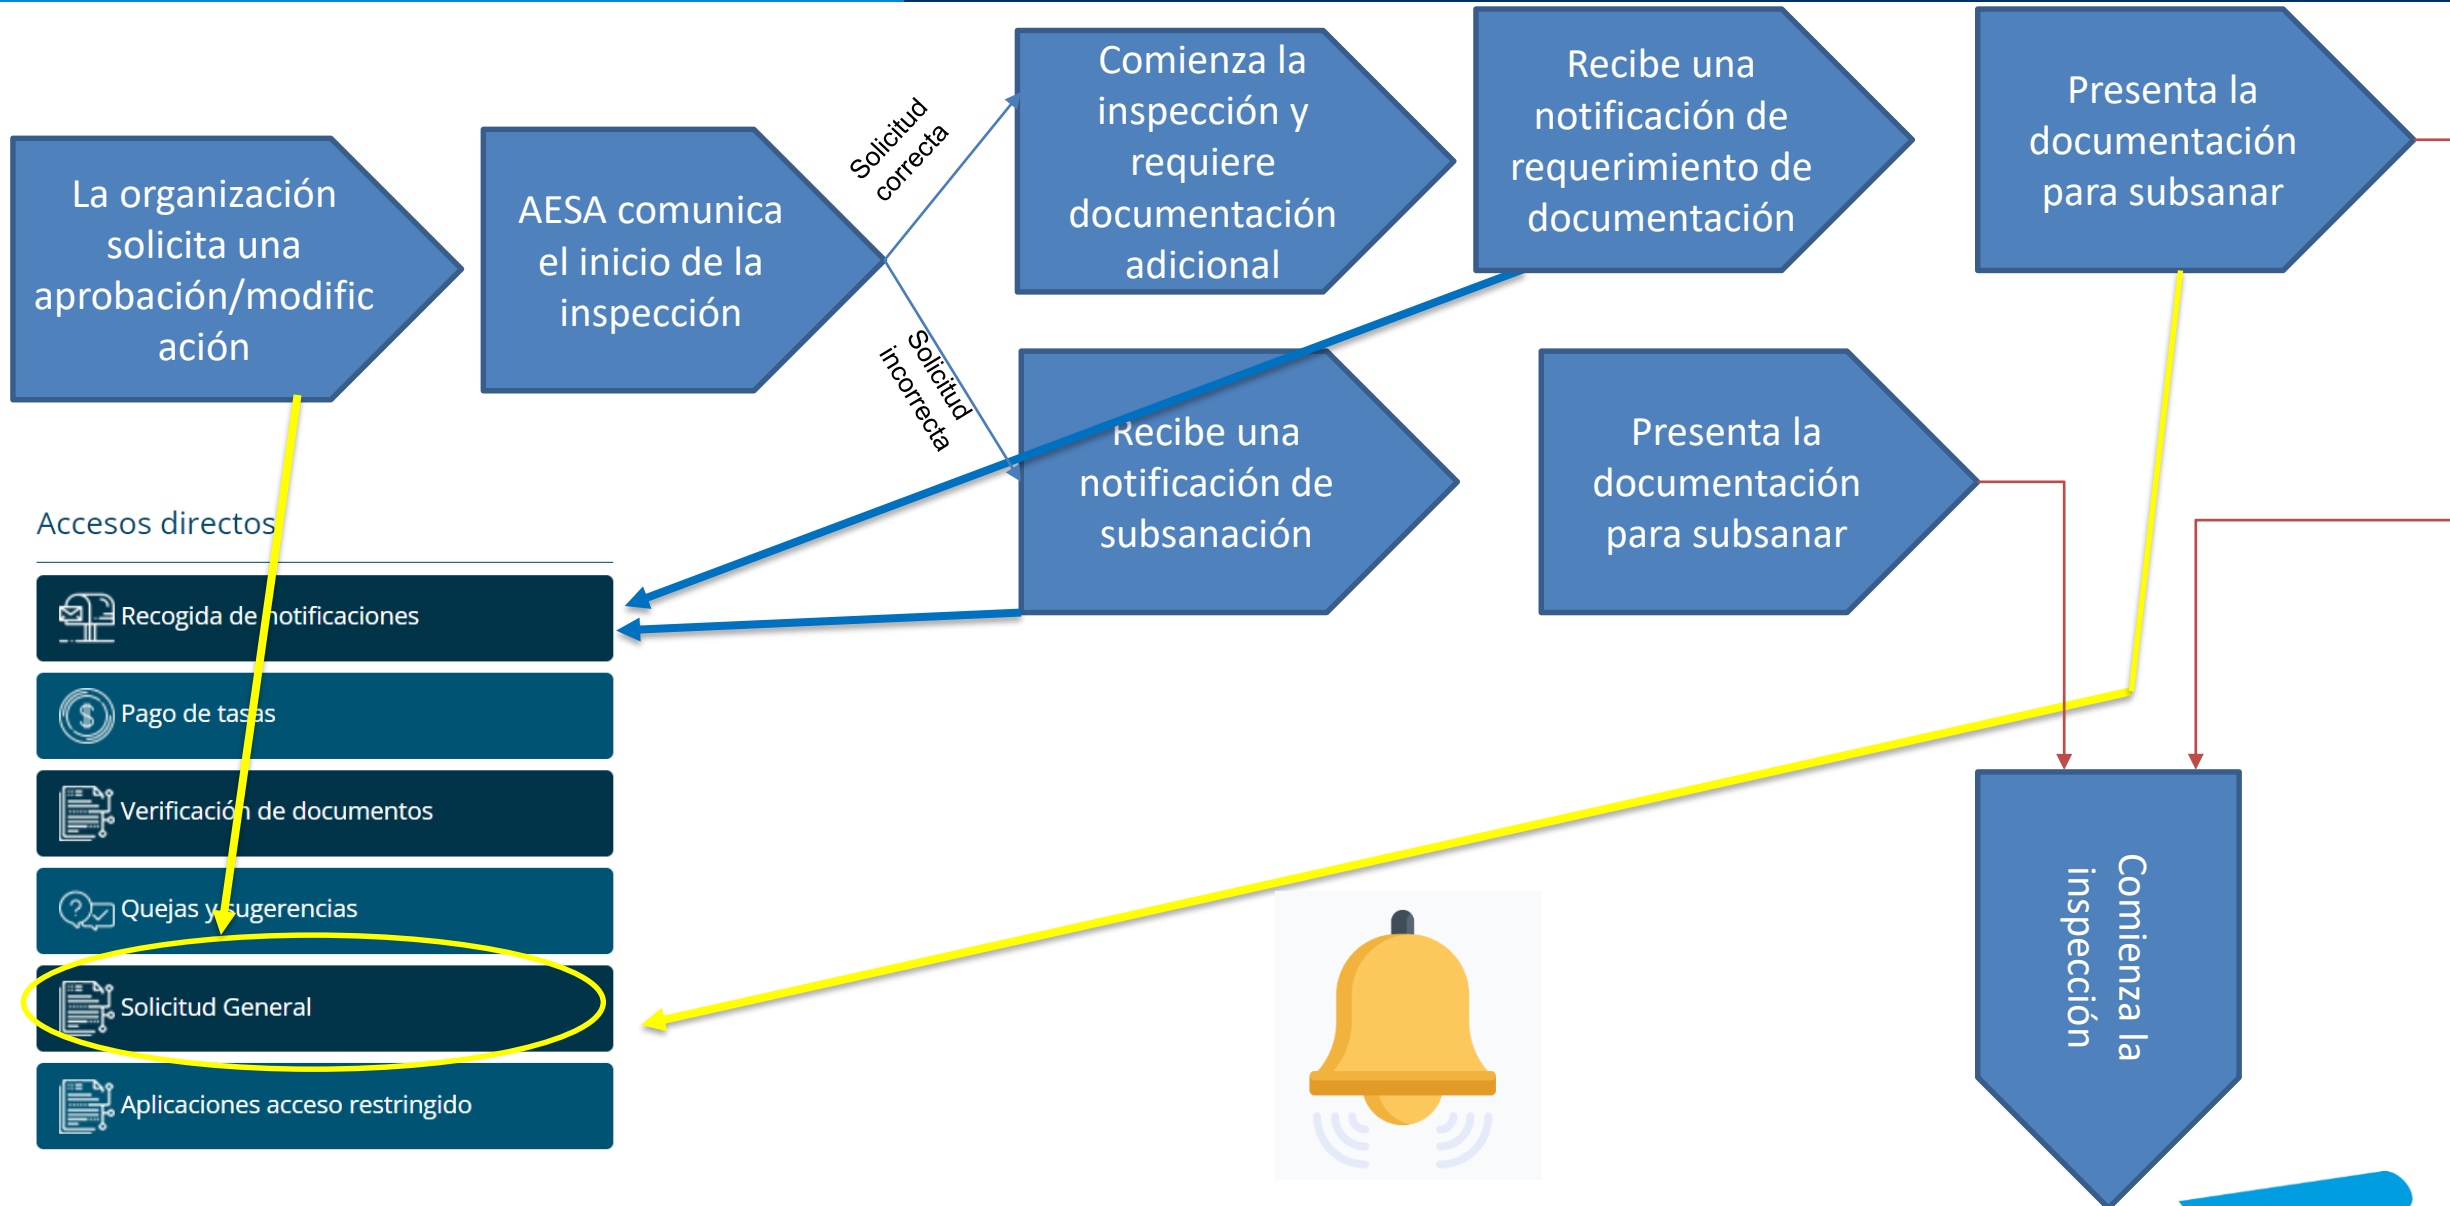 La organización
solicita una
aprobación/modific
ación
AESA comunica
el inicio de la
inspección
Solicitud
correcta
Solicitud
incorrecta
Comienza la
inspección y
requiere
documentación
adicional
Recibe una
notificación de
requerimiento de
documentación
Presenta la
documentación
para subsanar
Recibe una
notificación de
subsanación
Presenta la
documentación
para subsanar
Comienza la
inspección
Accesos directos
Recogida de notificaciones
Pago de tasas
Verificación de documentos
Quejas y sugerencias
Solicitud General
Aplicaciones acceso restringido